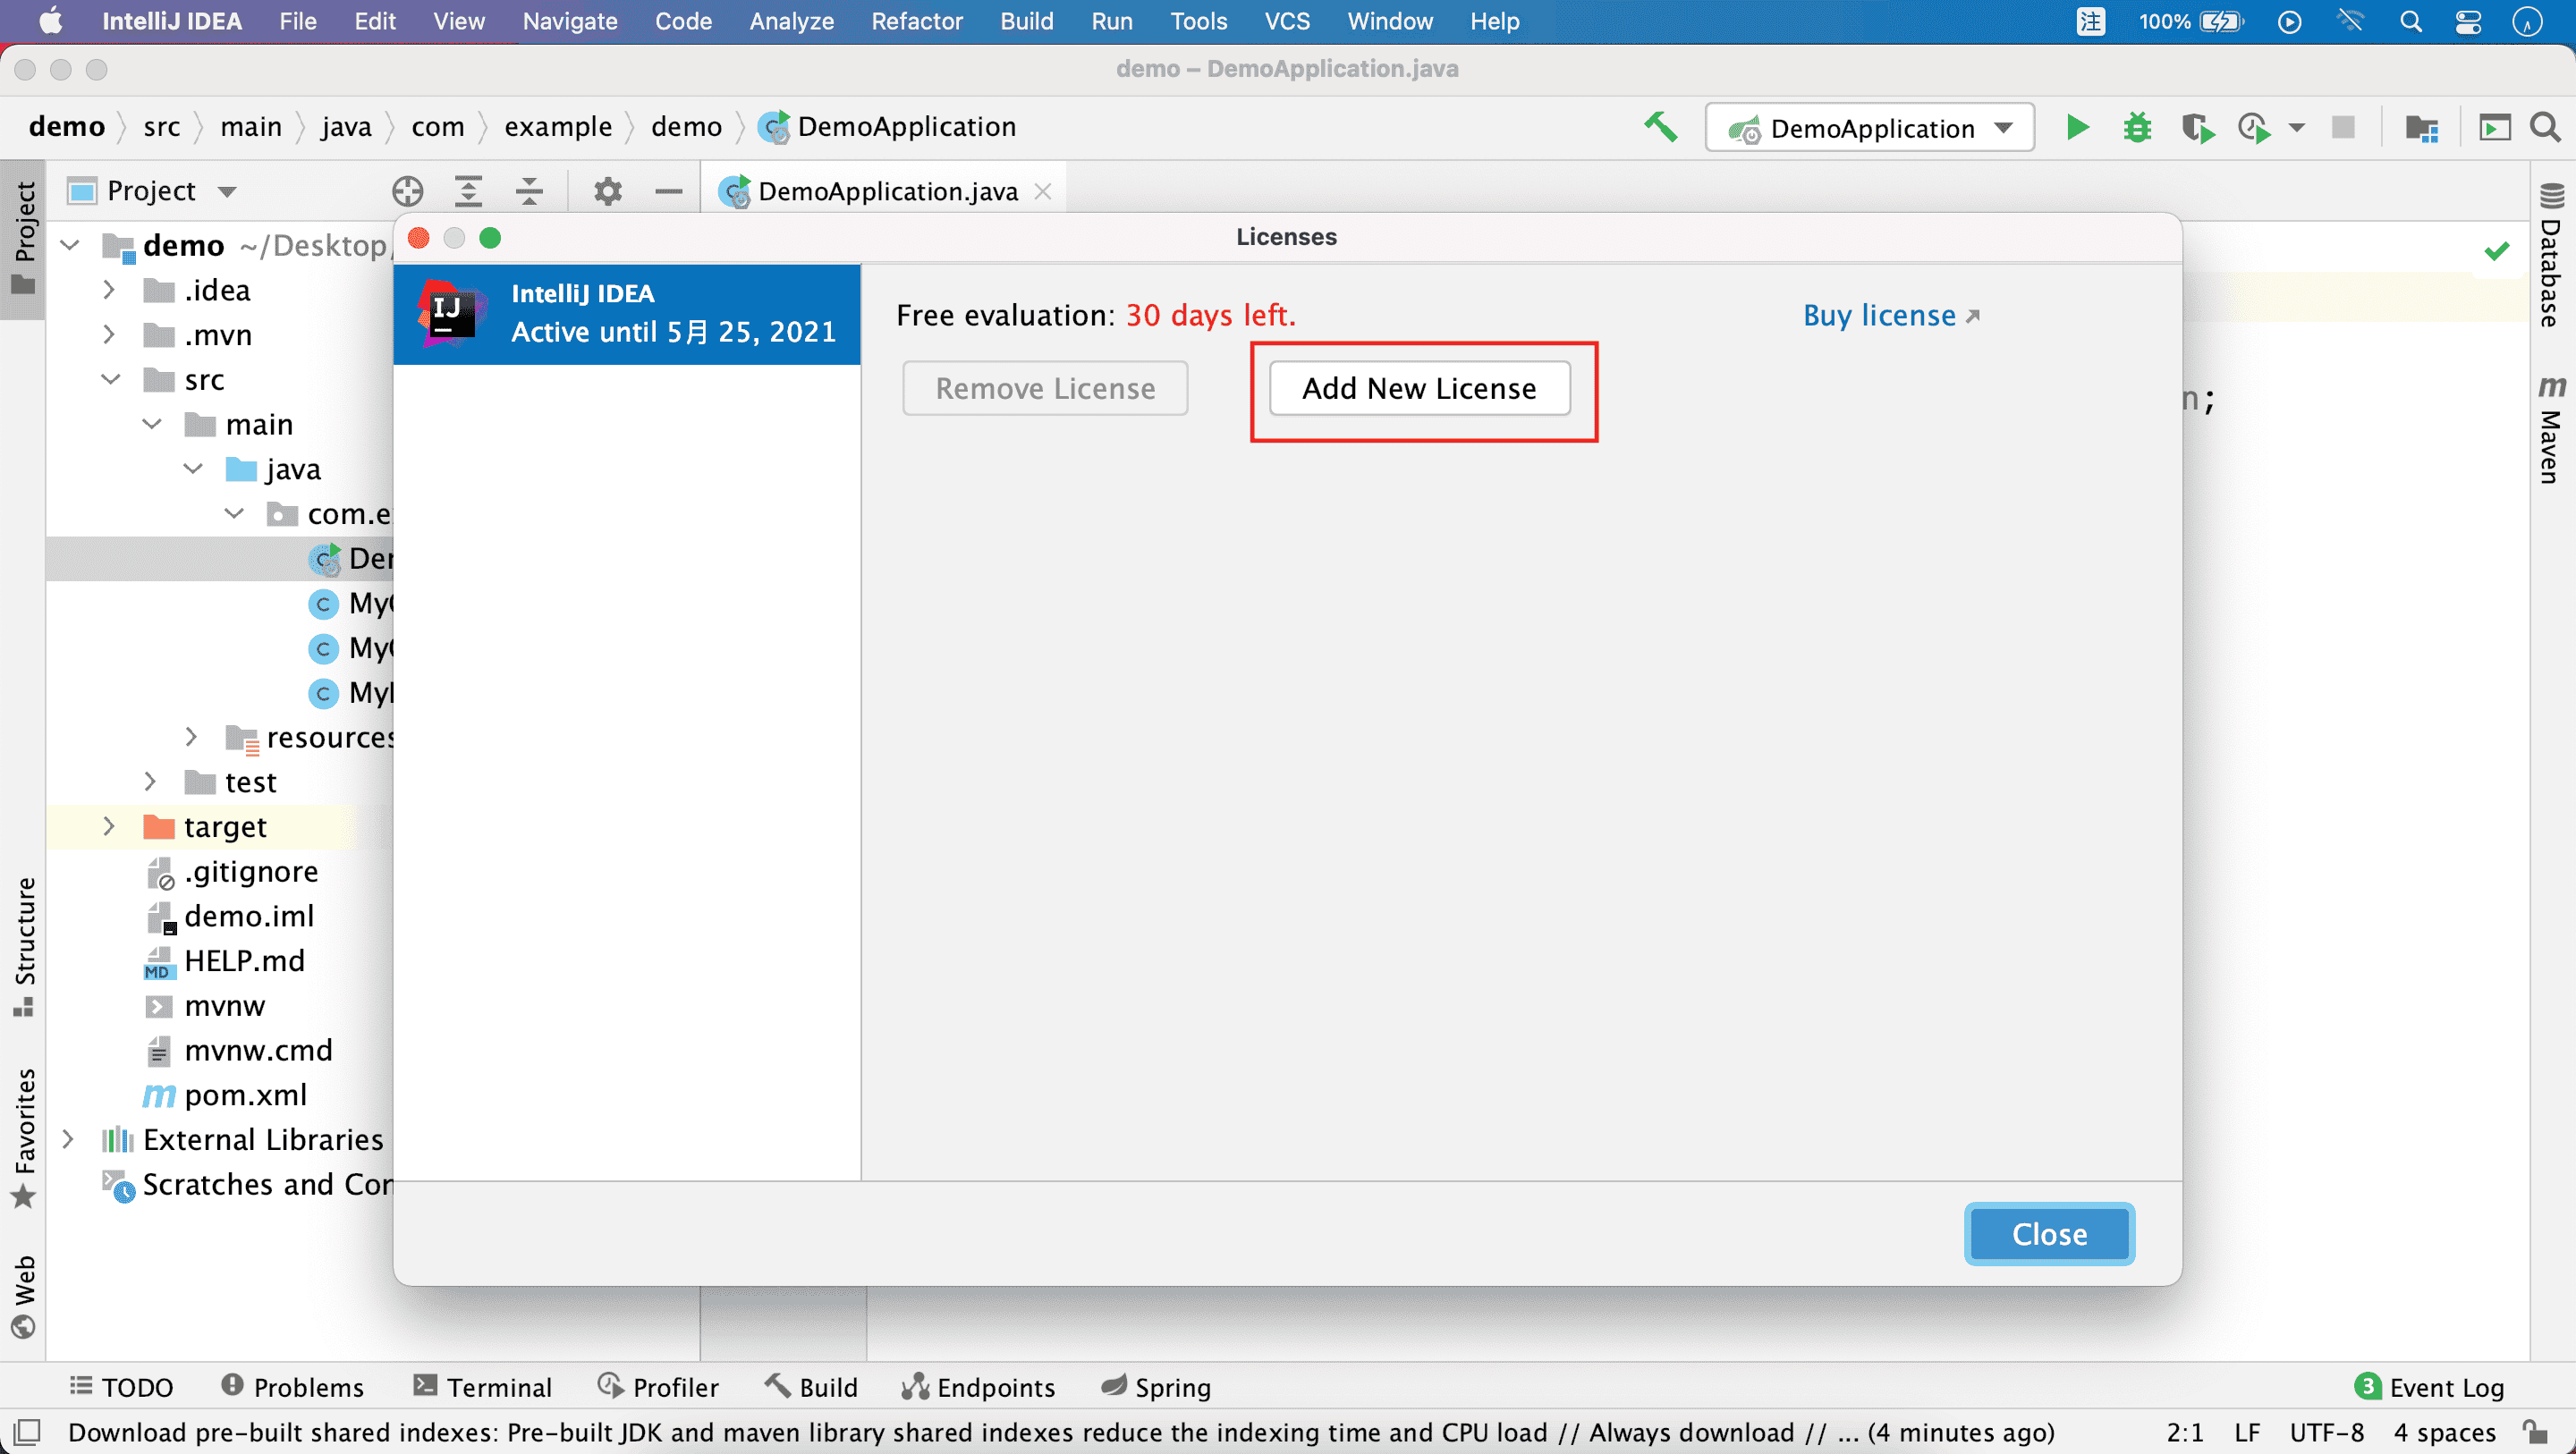 IntelliJ IDEA File Edit View Navigate Code Analyze Refactor Build Run Tools VCS Window Help 注 100%
demo – DemoApplication.java
demo src main java com example demo DemoApplication DemoApplication
Project Project DemoApplication.java Database
Licenses
demo ~/Desktop
.idea
.mvn
src
main
java
com.e
De
C My
C My
C My
resources
test
target
.gitignore
demo.iml
MD HELP.md
mvnw
mvnw.cmd
m pom.xml
External Libraries
Scratches and Con
IJ
IntelliJ IDEA
Active until 5月 25, 2021
Free evaluation: 30 days left. Buy license
Remove License Add New License
Close
n;
m Maven
Structure
Favorites
Web
TODO Problems Terminal Profiler Build Endpoints Spring 3 Event Log
Download pre-built shared indexes: Pre-built JDK and maven library shared indexes reduce the indexing time and CPU load // Always download // ... (4 minutes ago) 2:1 LF UTF-8 4 spaces